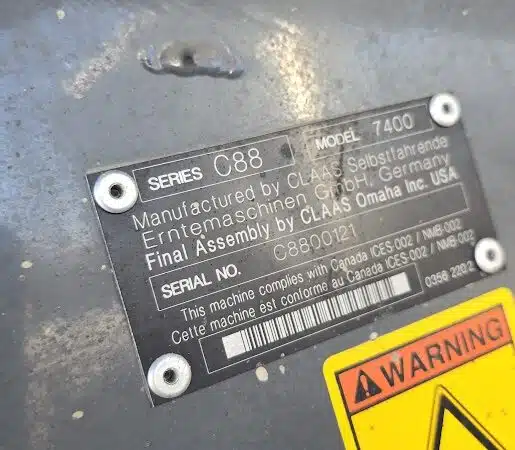 SERIES C88 MODEL 7400
Manufactured by CLAAS Selbstfahrende
Erntemaschinen GmbH, Germany
Final Assembly by CLAAS Omaha Inc. USA
SERIAL NO. C8800121
This machine complies with Canada ICES-002 / NMB-002
Cette machine est conforme au Canada ICES-002 / NMB-002
0356 220.2
WARNING